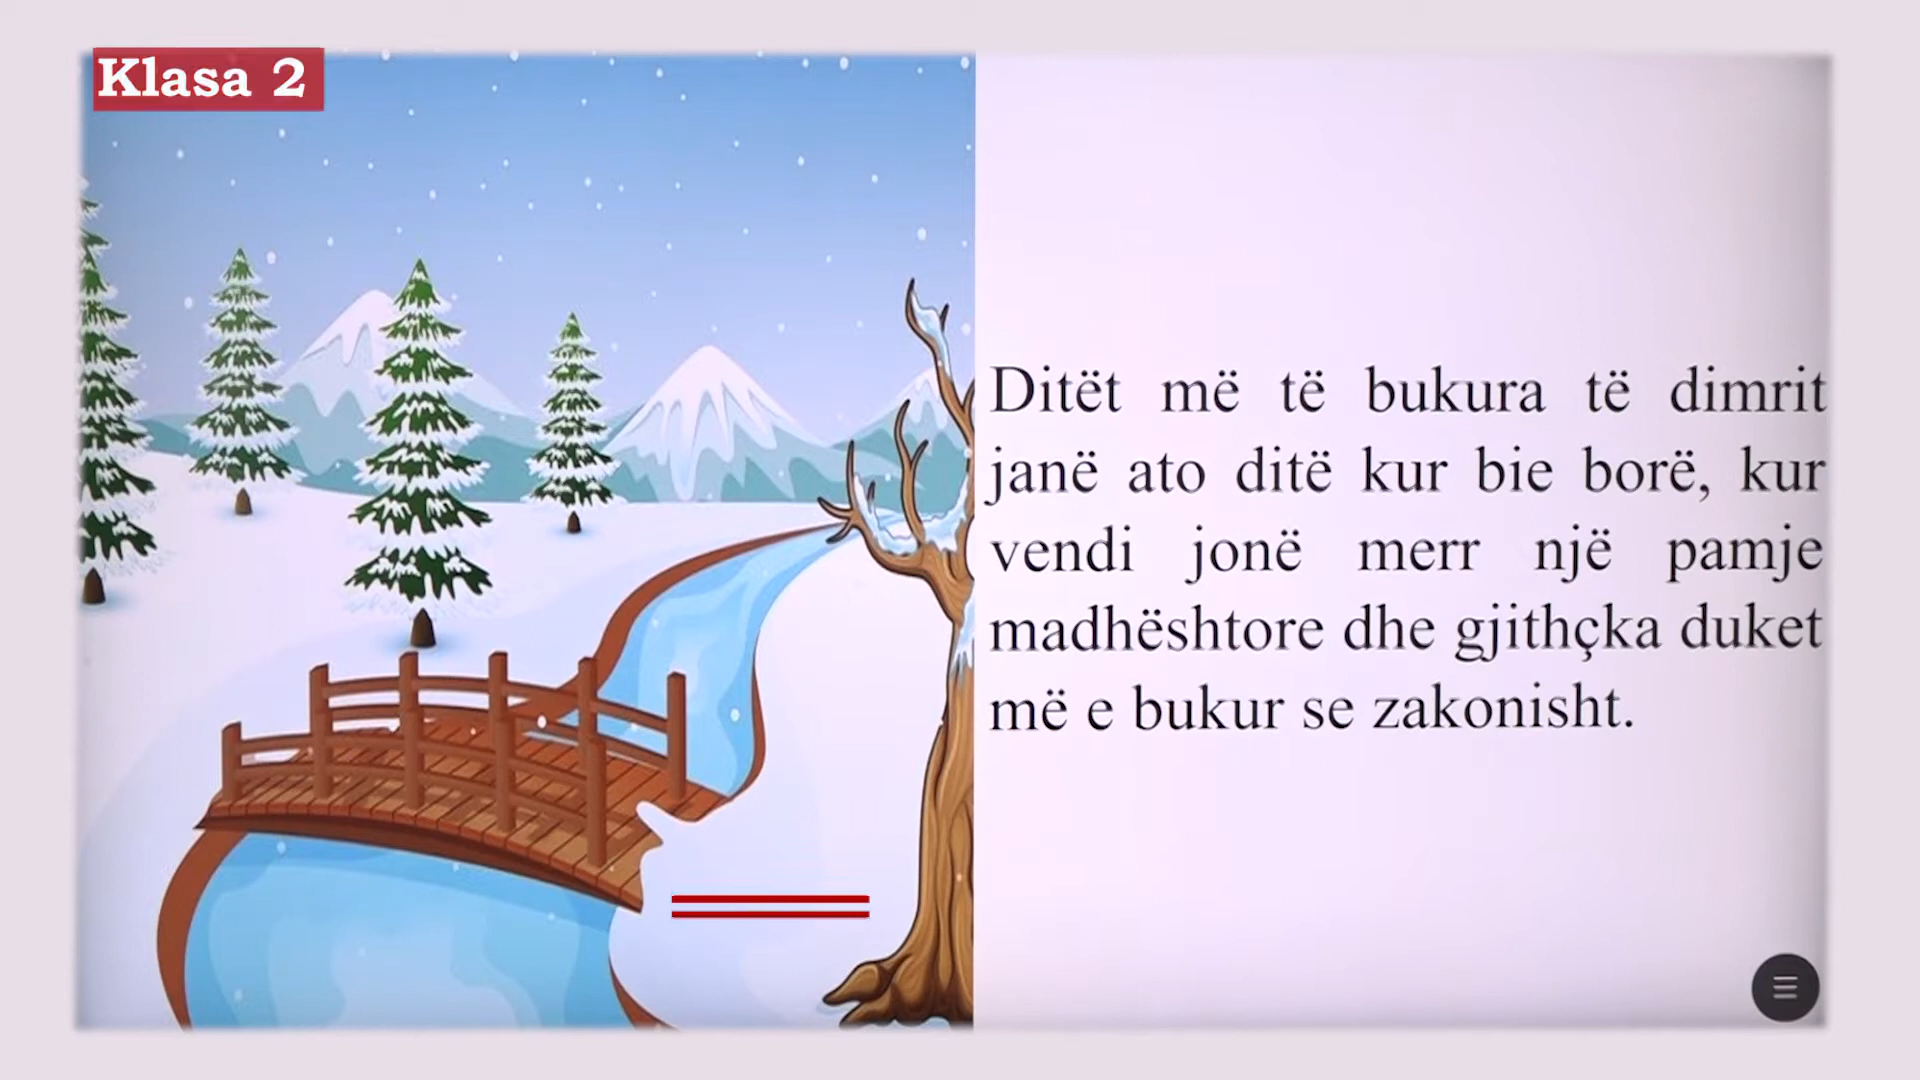 Klasa 2
Ditët më të bukura të dimrit
janë ato ditë kur bie borë, kur
vendi jonë merr një pamje
madhështore dhe gjithçka duket
më e bukur se zakonisht.